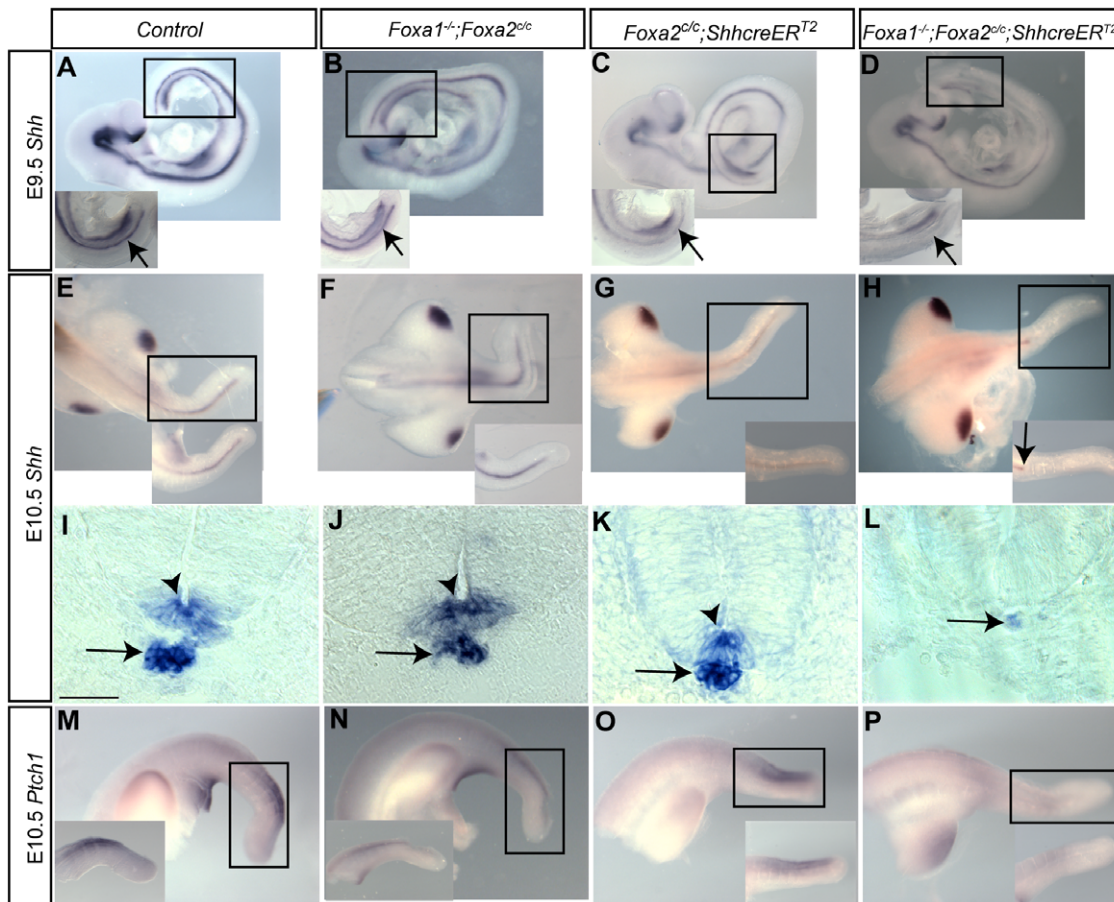 Control
Foxa1-/-;Foxa2c/c
Foxa2c/c;ShhcreERT2
Foxa1-/-;Foxa2c/c;ShhcreERT2
E9.5 Shh
A
B
C
D
E10.5 Shh
E
F
G
H
I
J
K
L
E10.5 Ptch1
M
N
O
P